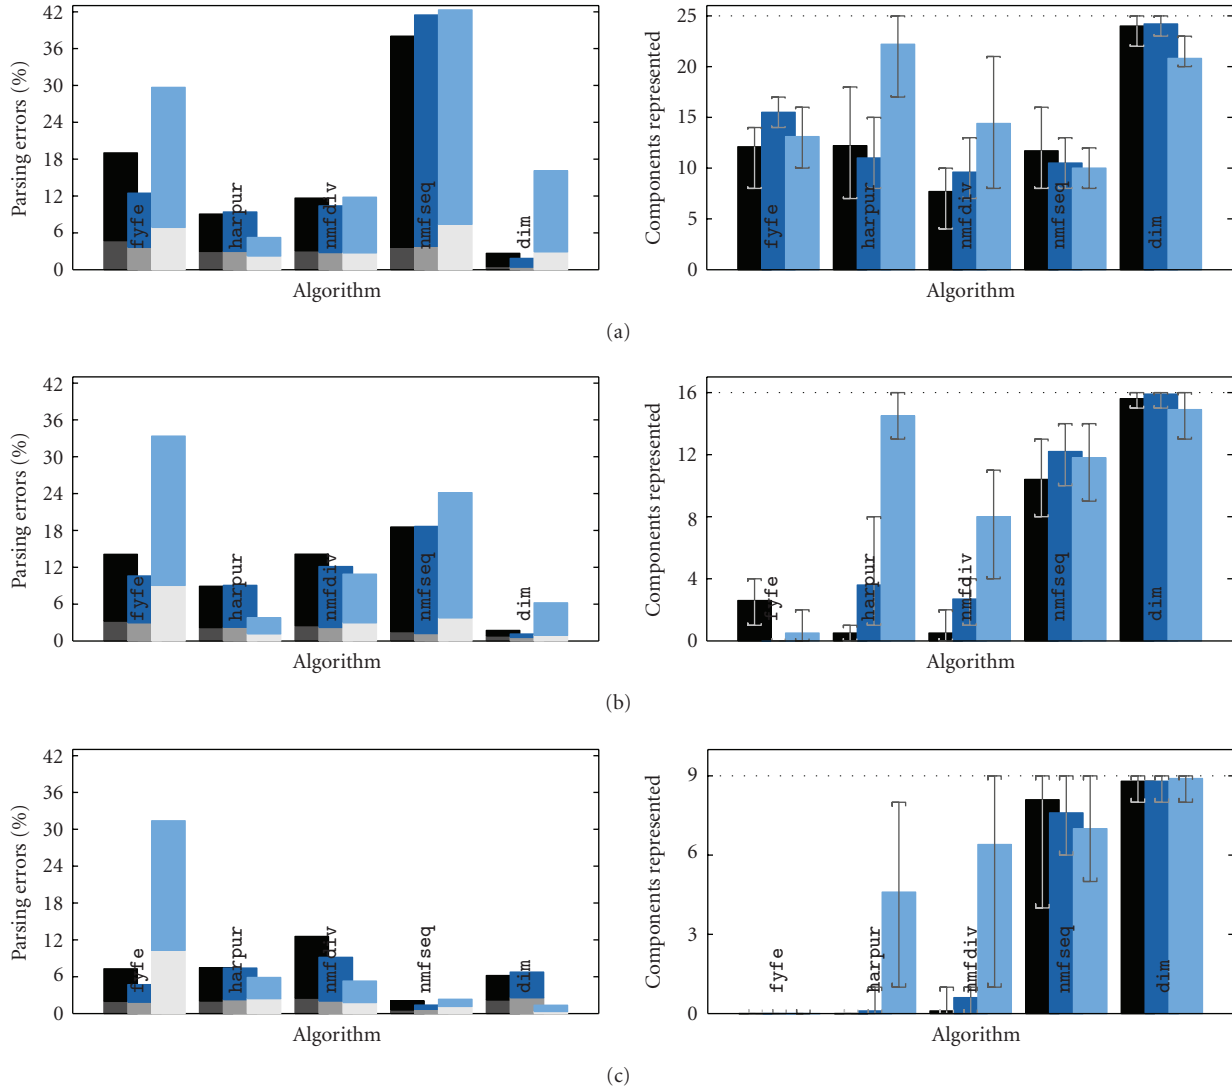 42
36
30
24
18
12
6
0
Parsing errors (%)
fyfe
harpur
nmfdiv
nmfseq
dim
Algorithm
25
20
15
10
5
0
Components represented
fyfe
harpur
nmfdiv
nmfseq
dim
Algorithm
(a)
42
36
30
24
18
12
6
0
Parsing errors (%)
fyfe
harpur
nmfdiv
nmfseq
dim
Algorithm
16
12
8
4
0
Components represented
fyfe
harpur
nmfdiv
nmfseq
dim
Algorithm
(b)
42
36
30
24
18
12
6
0
Parsing errors (%)
fyfe
harpur
nmfdiv
nmfseq
dim
Algorithm
9
6
3
0
Components represented
fyfe
harpur
nmfdiv
nmfseq
dim
Algorithm
(c)